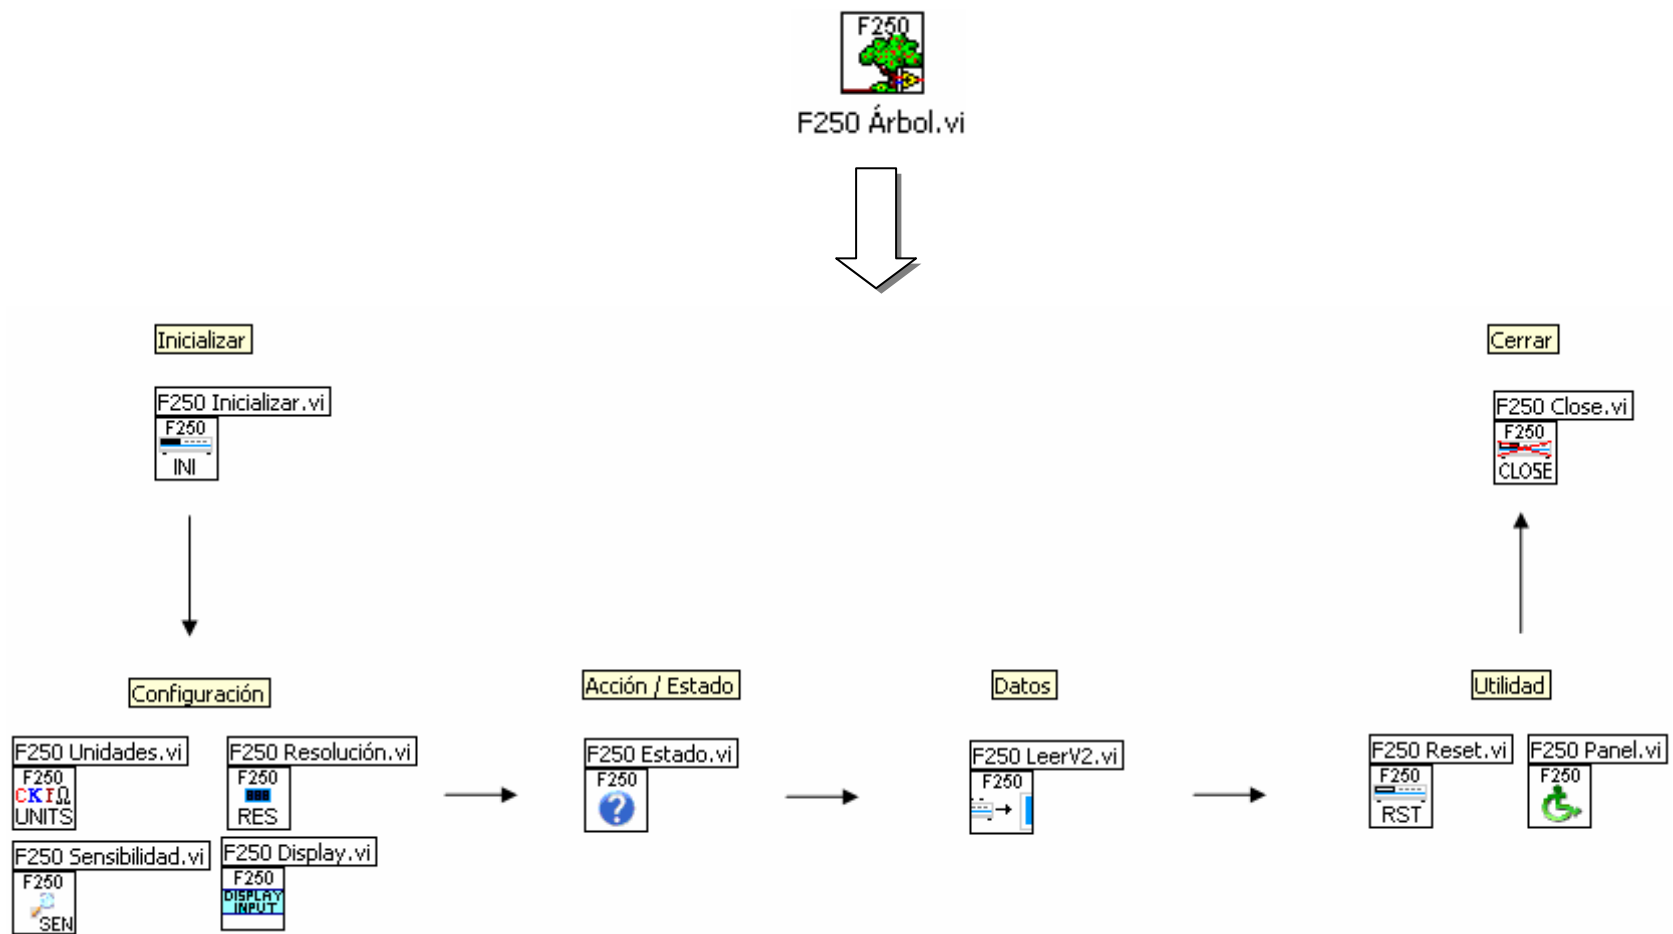 F250
F250 Árbol.vi
Inicializar
Cerrar
F250 Inicializar.vi
F250
INI
F250 Close.vi
F250
CLOSE
Configuración
Acción / Estado
Datos
Utilidad
F250 Unidades.vi
F250
CKIΩ
UNITS
F250 Resolución.vi
F250
888
RES
F250 Sensibilidad.vi
F250
SEN
F250 Display.vi
F250
DISPLAY
INPUT
F250 Estado.vi
F250
?
F250 LeerV2.vi
F250
F250 Reset.vi
F250
RST
F250 Panel.vi
F250